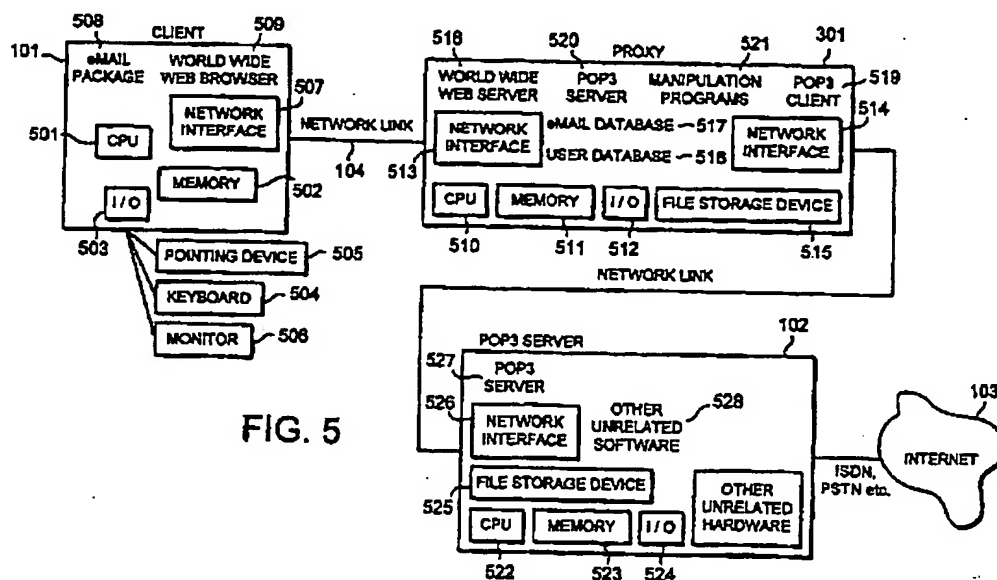 CLIENT
508
509
101
eMAIL PACKAGE
WORLD WIDE WEB BROWSER
507
NETWORK INTERFACE
501
CPU
MEMORY
502
I/O
503
POINTING DEVICE
505
KEYBOARD
504
MONITOR
506
NETWORK LINK
104
PROXY
518
520
521
301
WORLD WIDE WEB SERVER
POP3 SERVER
MANIPULATION PROGRAMS
POP3 CLIENT
519
NETWORK INTERFACE
513
eMAIL DATABASE
517
USER DATABASE
516
NETWORK INTERFACE
514
CPU
510
MEMORY
511
I/O
512
FILE STORAGE DEVICE
515
NETWORK LINK
POP3 SERVER
102
527
POP3 SERVER
526
NETWORK INTERFACE
OTHER UNRELATED SOFTWARE
528
FILE STORAGE DEVICE
525
CPU
522
MEMORY
523
I/O
524
OTHER UNRELATED HARDWARE
ISDN, PSTN etc.
103
INTERNET
FIG. 5